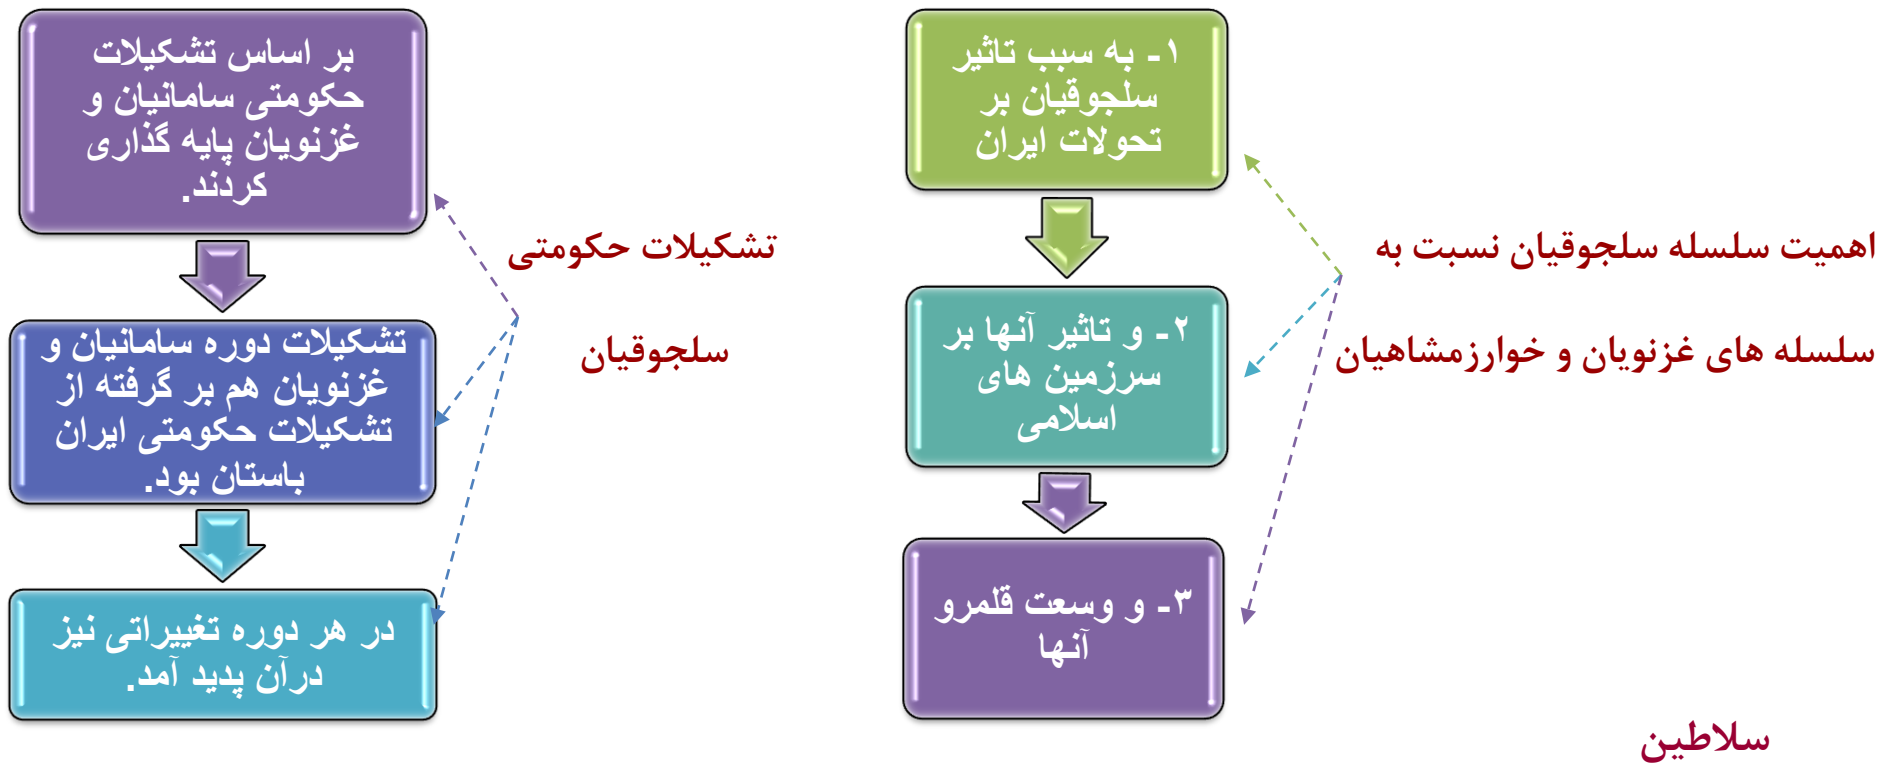 اهمیت سلسله سلجوقیان نسبت به
سلسله های غزنویان و خوارزمشاهیان
۱- به سبب تاثیر
سلجوقیان بر
تحولات ایران
۲- و تاثیر آنها بر
سرزمین های
اسلامی
۳- و وسعت قلمرو
آنها
تشکیلات حکومتی
سلجوقیان
بر اساس تشکیلات
حکومتی سامانیان و
غزنویان پایه گذاری
کردند.
تشکیلات دوره سامانیان و
غزنویان هم بر گرفته از
تشکیلات حکومتی ایران
باستان بود.
در هر دوره تغییراتی نیز
درآن پدید آمد.
سلاطین